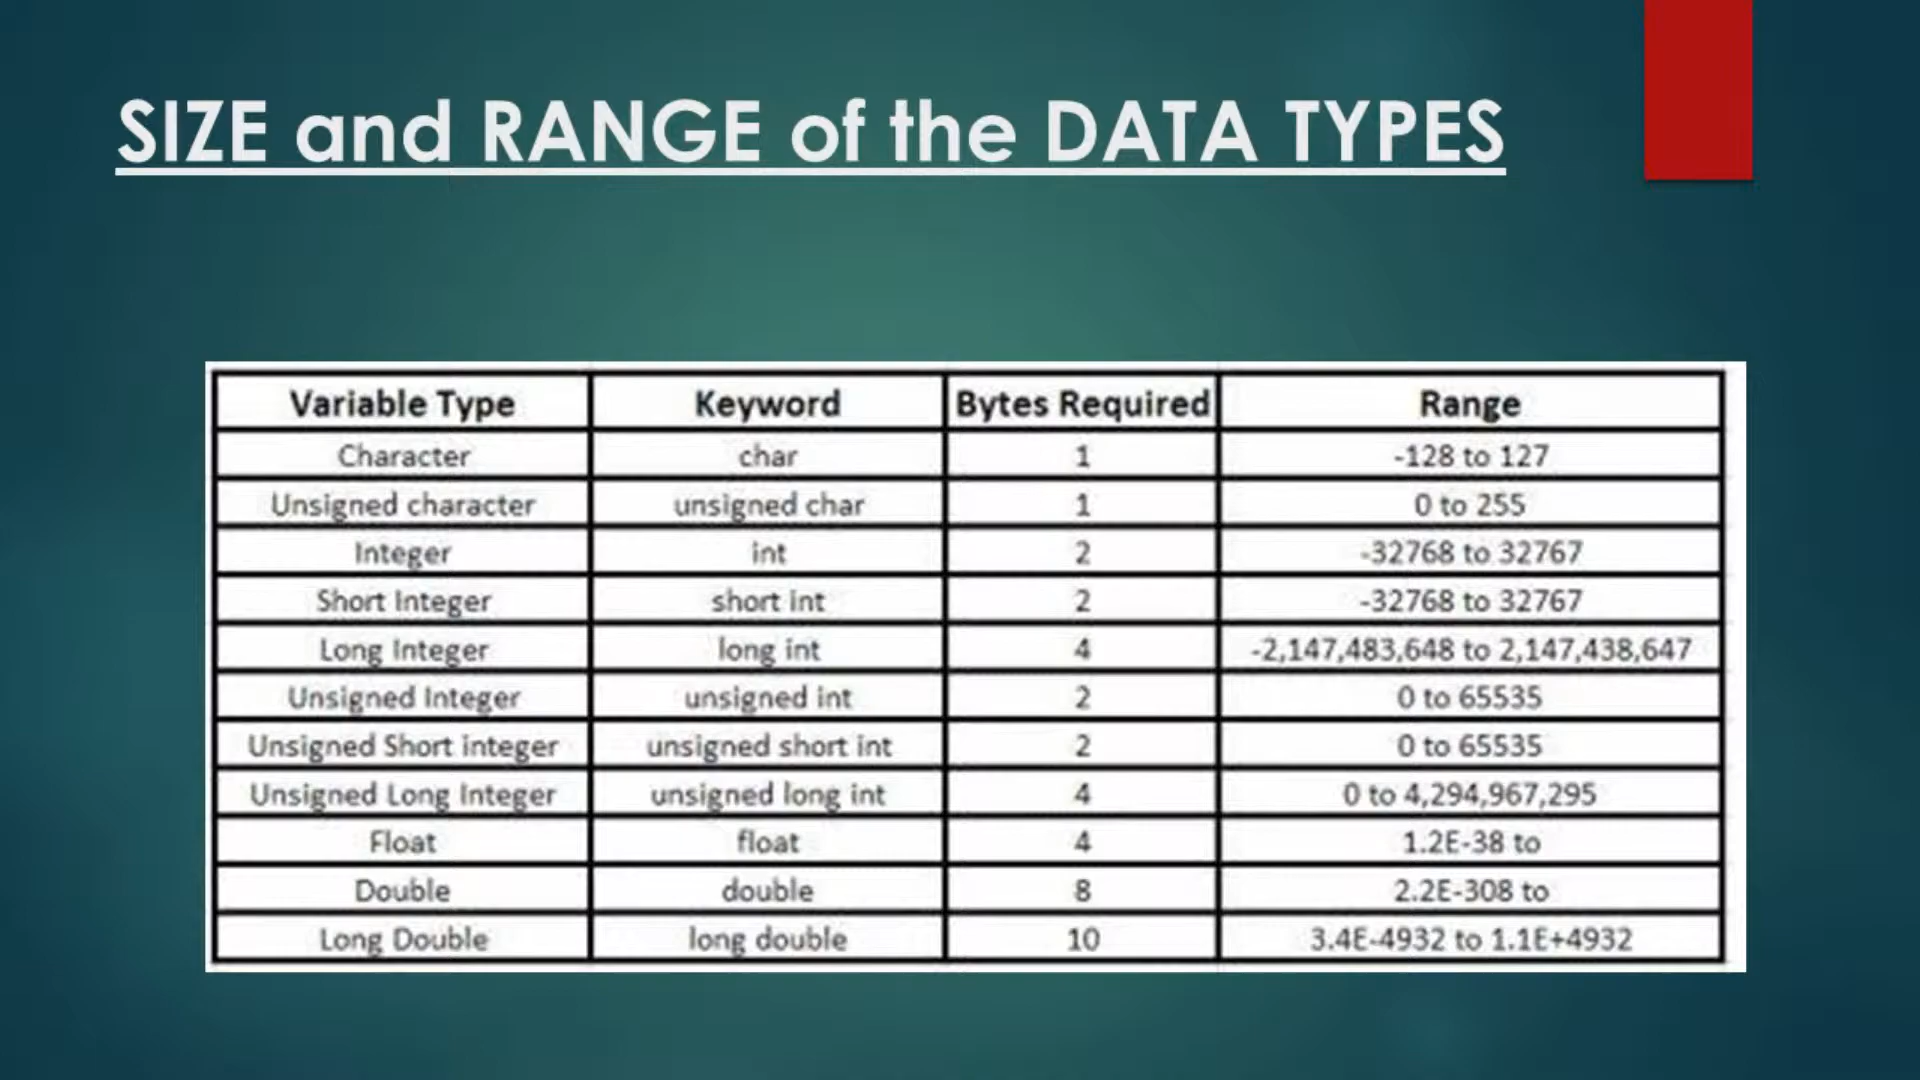 SIZE and RANGE of the DATA TYPES
Variable Type Keyword Bytes Required Range
Character char 1 -128 to 127
Unsigned character unsigned char 1 0 to 255
Integer int 2 -32768 to 32767
Short Integer short int 2 -32768 to 32767
Long Integer long int 4 -2,147,483,648 to 2,147,438,647
Unsigned Integer unsigned int 2 0 to 65535
Unsigned Short integer unsigned short int 2 0 to 65535
Unsigned Long Integer unsigned long int 4 0 to 4,294,967,295
Float float 4 1.2E-38 to
Double double 8 2.2E-308 to
Long Double long double 10 3.4E-4932 to 1.1E+4932